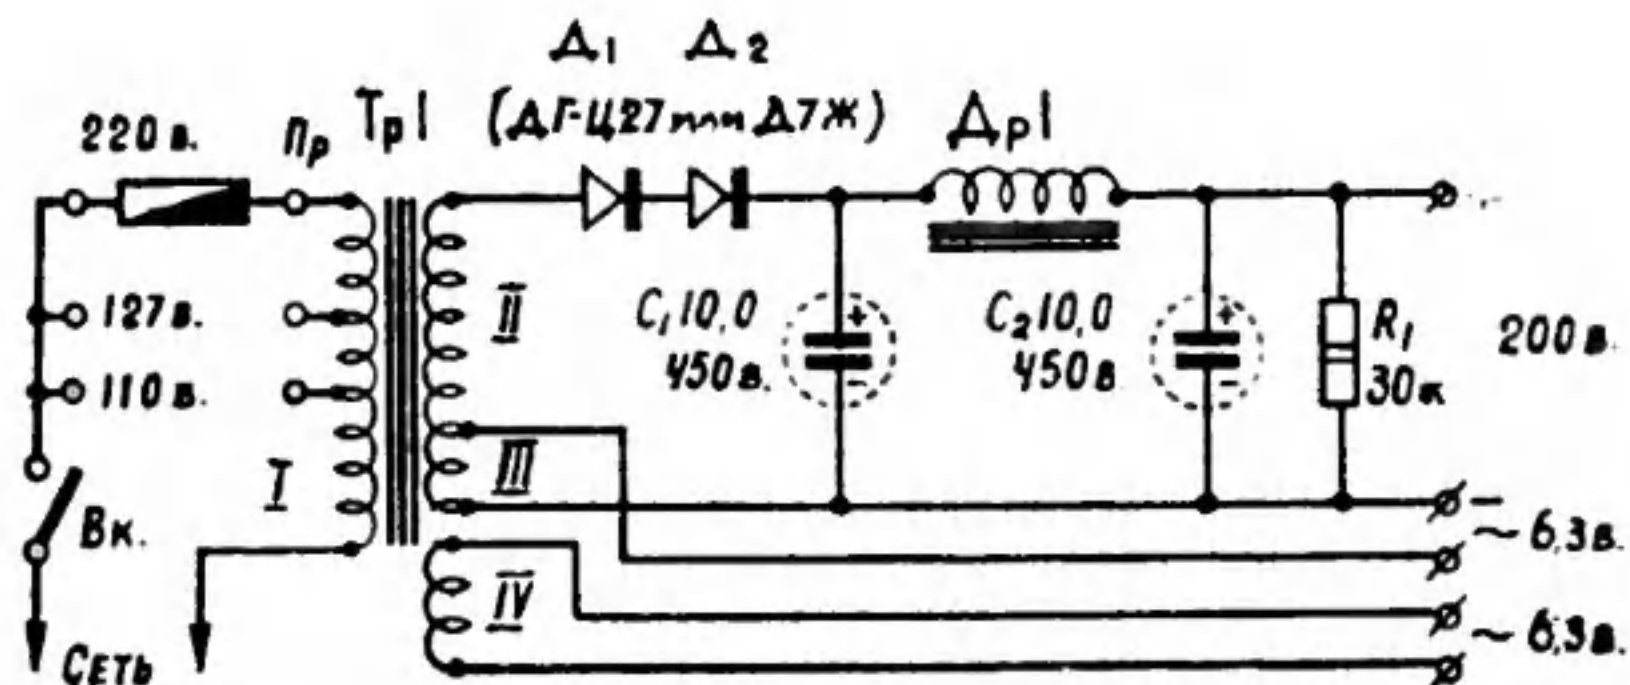 Д1 Д2
220 в. Пр Тр1 (ДГ-Ц27 или Д7Ж) Др1
127 в.
110 в.
I
II
III
IV
C1 10,0
450 в.
C2 10,0
450 в
R1
30 к
200 в.
Вк.
Сеть
~ 6,3 в.
~ 6,3 в.